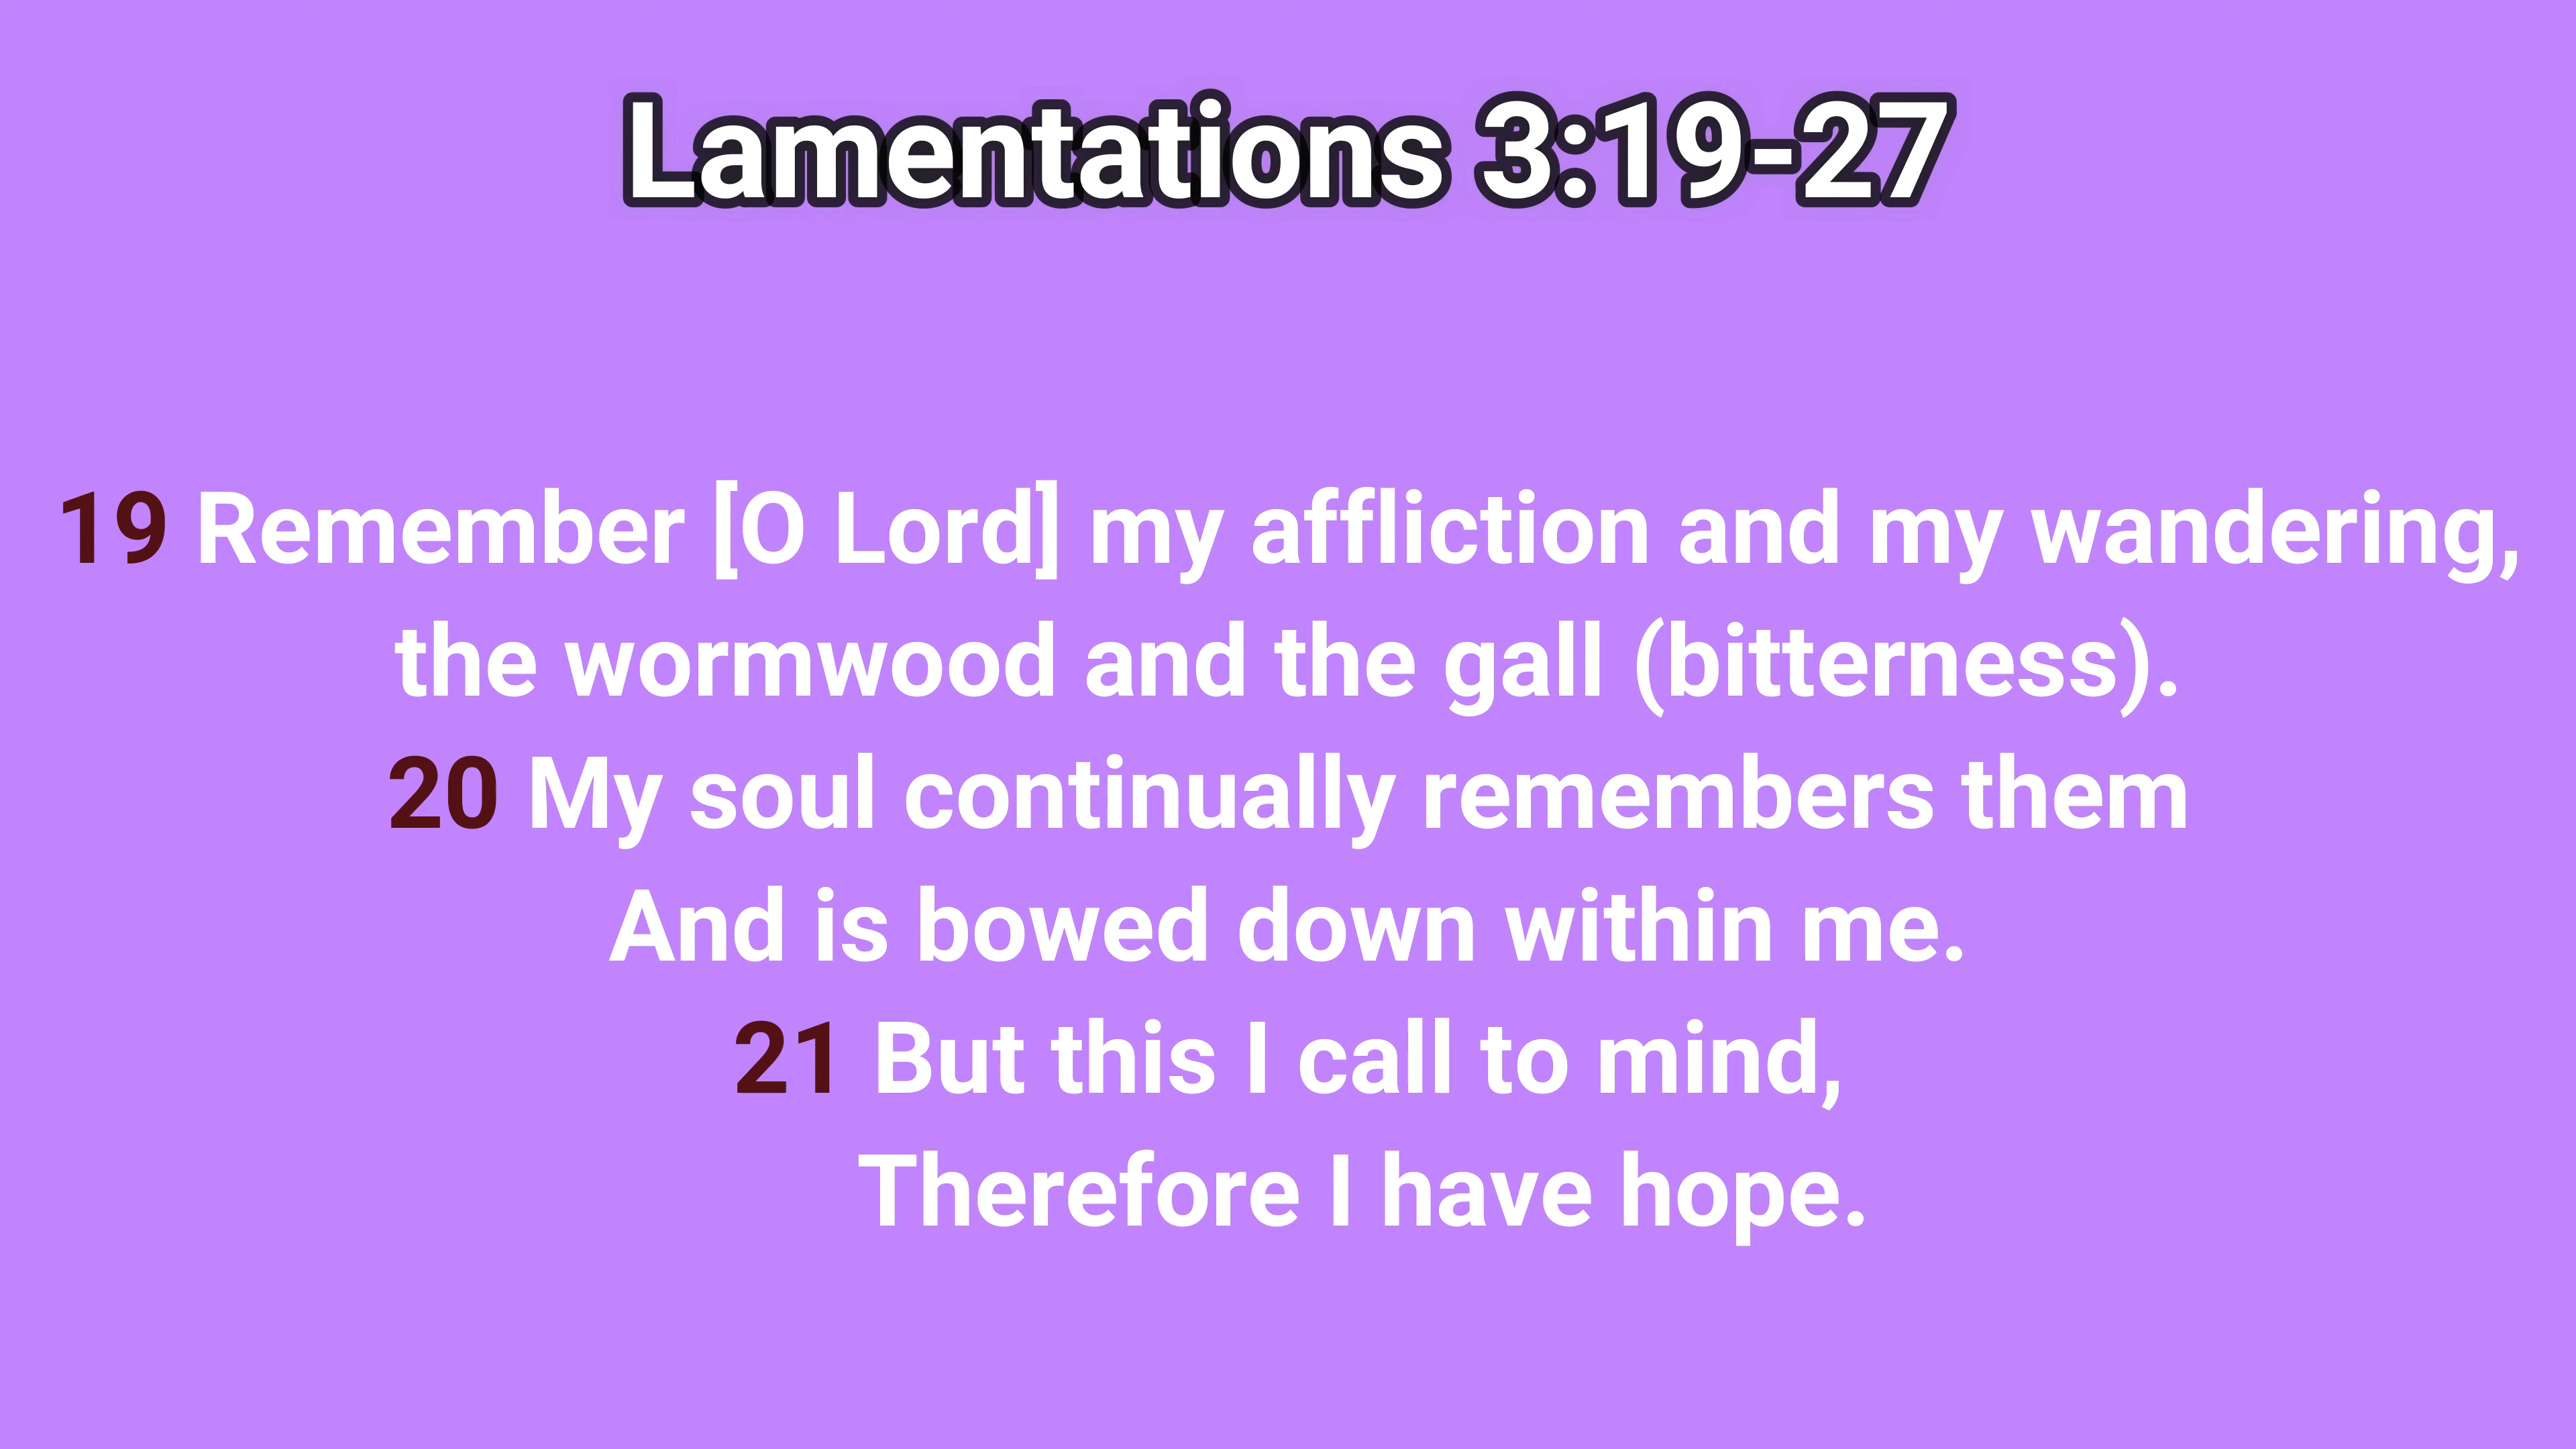 Lamentations 3:19-27
19 Remember [O Lord] my affliction and my wandering,
the wormwood and the gall (bitterness).
20 My soul continually remembers them
And is bowed down within me.
21 But this I call to mind,
Therefore I have hope.